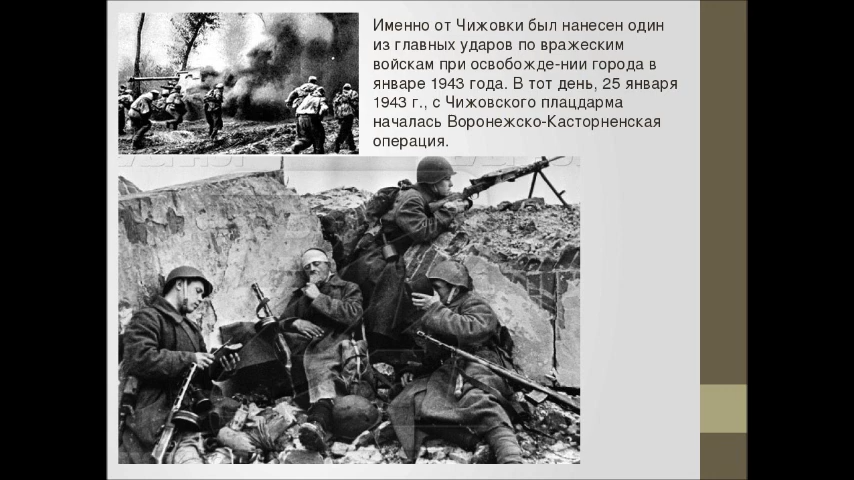 Именно от Чижовки был нанесен один
из главных ударов по вражеским
войскам при освобожде-нии города в
январе 1943 года. В тот день, 25 января
1943 г., с Чижовского плацдарма
началась Воронежско-Касторненская
операция.